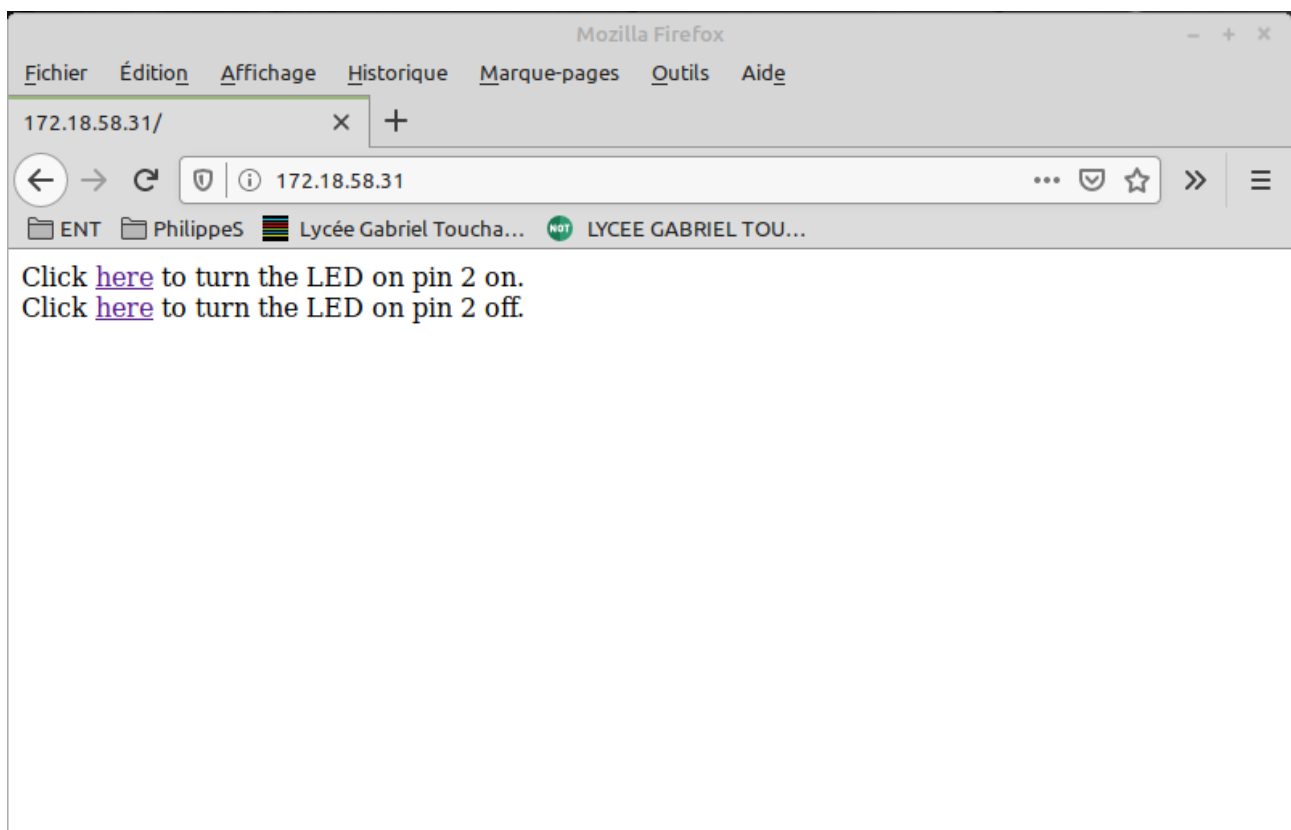 Mozilla Firefox
Fichier Édition Affichage Historique Marque-pages Outils Aide
172.18.58.31/
172.18.58.31
ENT PhilippeS Lycée Gabriel Toucha... NOT LYCEE GABRIEL TOU...
Click here to turn the LED on pin 2 on.
Click here to turn the LED on pin 2 off.